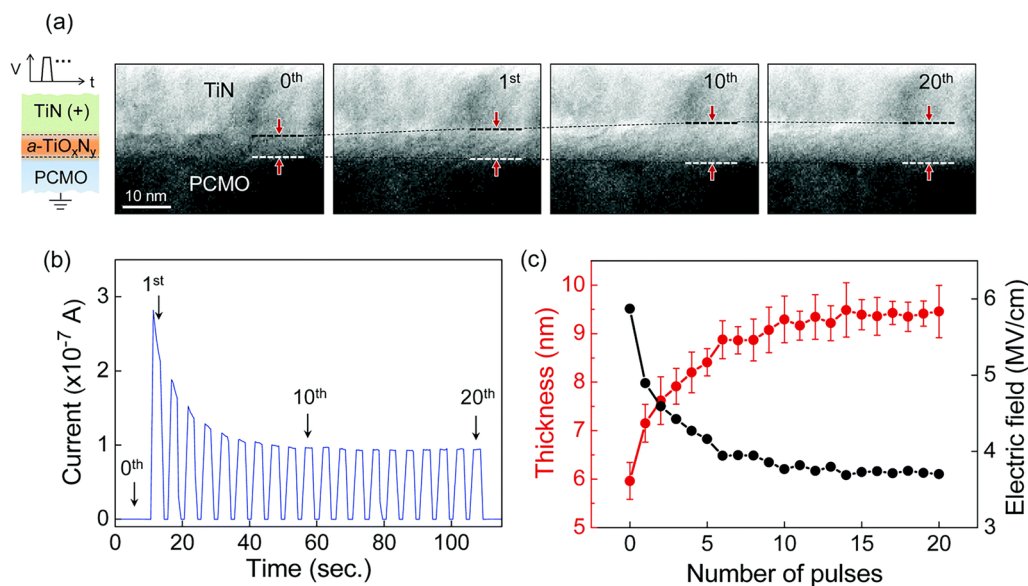 (a)
V
t
TiN (+)
a-TiOxNy
PCMO
TiN
0th
1st
10th
20th
PCMO
10 nm
(b)
1st
10th
20th
0th
Current (x10-7 A)
3
2
1
0
0 20 40 60 80 100
Time (sec.)
(c)
Thickness (nm)
10
9
8
7
6
5
Electric field (MV/cm)
6
5
4
3
0 5 10 15 20
Number of pulses